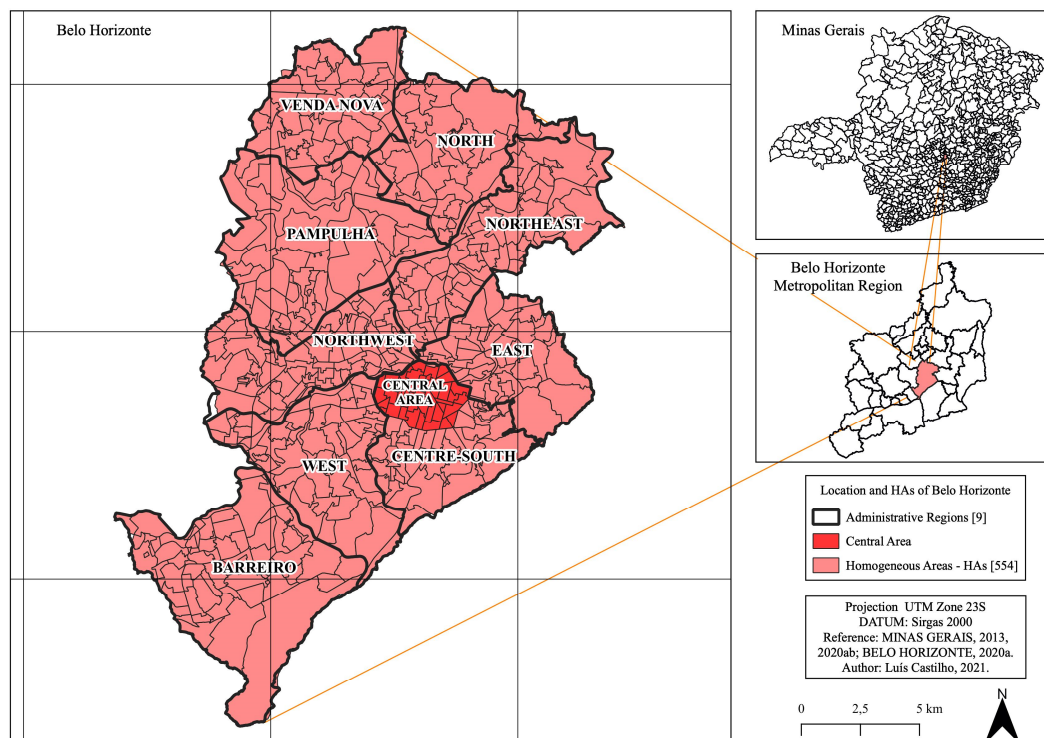 Belo Horizonte
VENDA NOVA
NORTH
NORTHEAST
PAMPULHA
NORTHWEST
EAST
CENTRAL
AREA
WEST
CENTRE-SOUTH
BARREIRO
Minas Gerais
Belo Horizonte
Metropolitan Region
Location and HAs of Belo Horizonte
Administrative Regions [9]
Central Area
Homogeneous Areas - HAs [554]
Projection UTM Zone 23S
DATUM: Sirgas 2000
Reference: MINAS GERAIS, 2013,
2020ab; BELO HORIZONTE, 2020a.
Author: Luís Castilho, 2021.
0 2,5 5 km
N